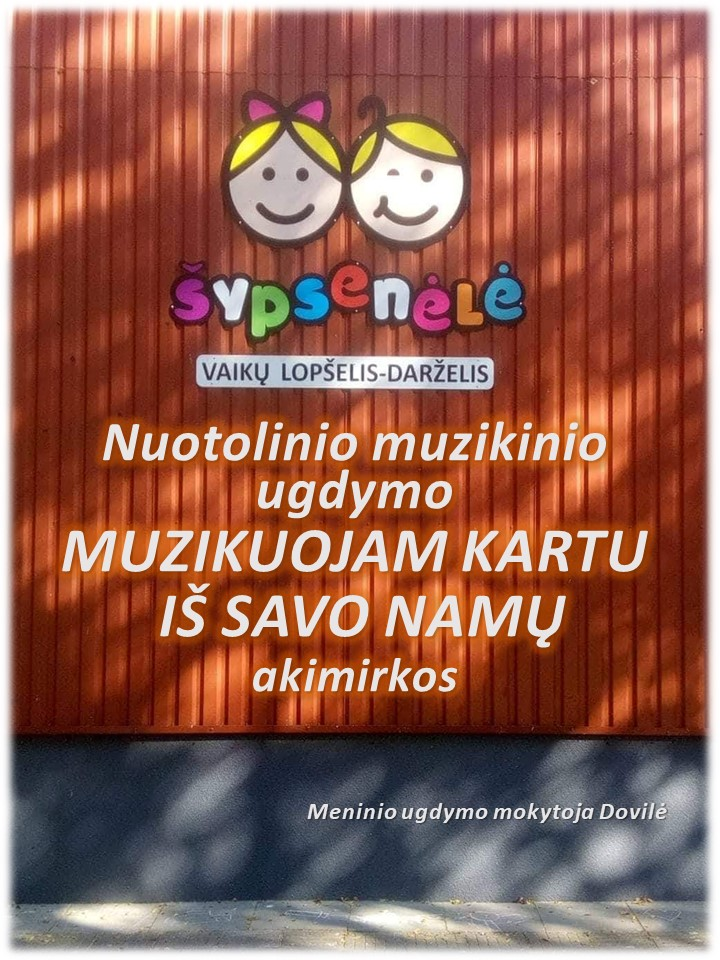 šypsenėlė
VAIKŲ LOPŠELIS-DARŽELIS
Nuotolinio muzikinio
ugdymo
MUZIKUOJAM KARTU
IŠ SAVO NAMŲ
akimirkos
Meninio ugdymo mokytoja Dovilė